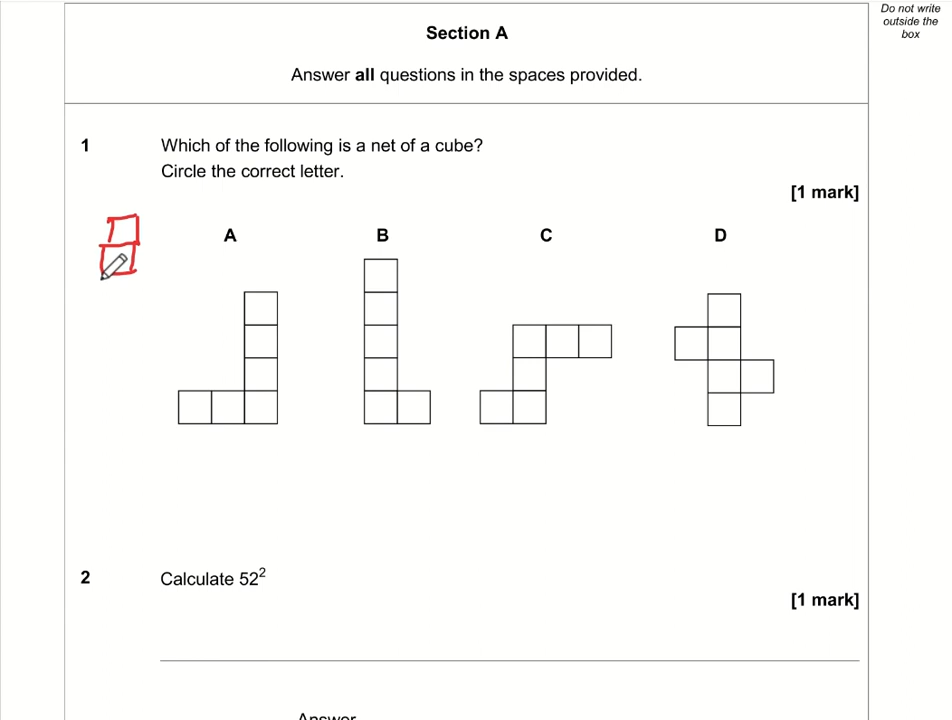 Do not write
outside the
box
Section A
Answer all questions in the spaces provided.
1 Which of the following is a net of a cube?
Circle the correct letter.
[1 mark]
A B C D
2 Calculate 52²
[1 mark]
Answer